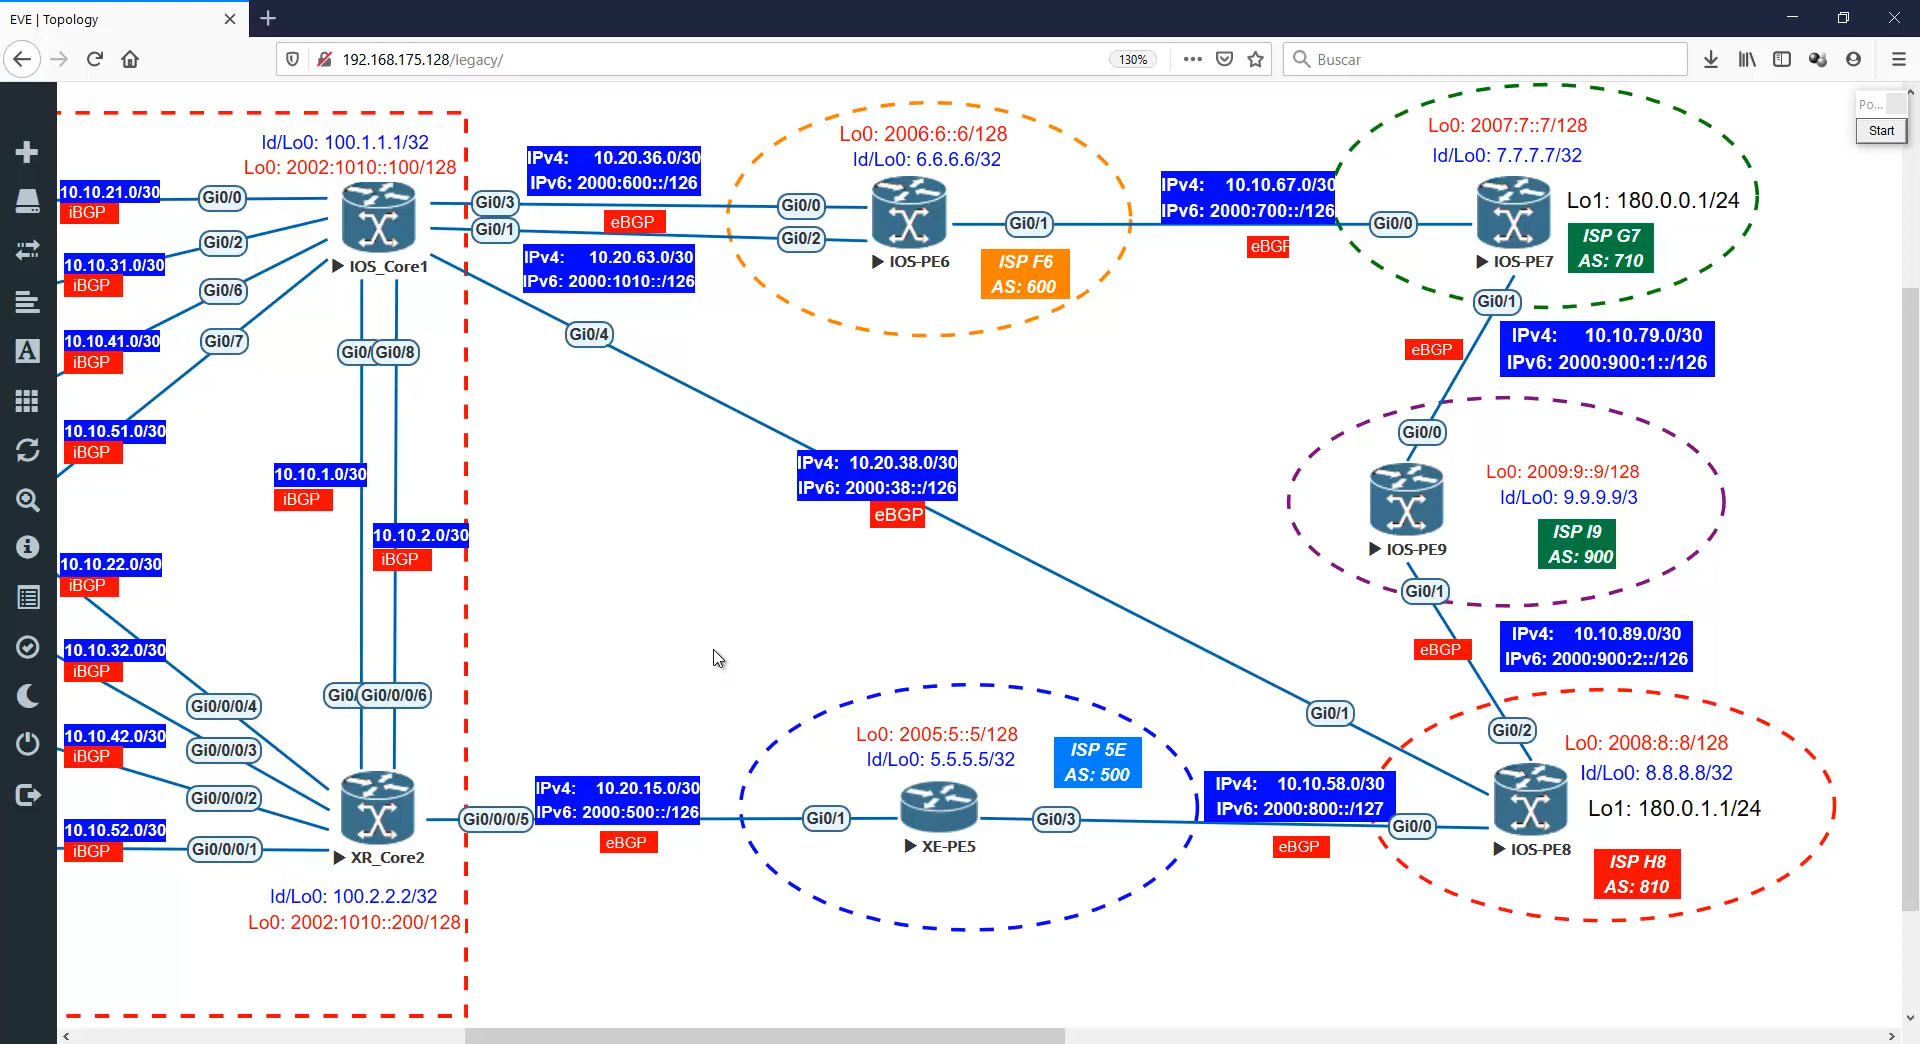 EVE | Topology
192.168.175.128/legacy/
130%
Buscar
Po...
Start
Id/Lo0: 100.1.1.1/32
Lo0: 2002:1010::100/128
10.10.21.0/30
iBGP
Gi0/0
10.10.31.0/30
iBGP
Gi0/2
Gi0/6
10.10.41.0/30
iBGP
Gi0/7
10.10.51.0/30
iBGP
IOS_Core1
Gi0/3
Gi0/1
IPv4: 10.20.36.0/30
IPv6: 2000:600::/126
eBGP
IPv4: 10.20.63.0/30
IPv6: 2000:1010::/126
Gi0/4
Gi0/
Gi0/8
10.10.1.0/30
iBGP
10.10.2.0/30
iBGP
Lo0: 2006:6::6/128
Id/Lo0: 6.6.6.6/32
Gi0/0
Gi0/2
IOS-PE6
Gi0/1
ISP F6
AS: 600
IPv4: 10.10.67.0/30
IPv6: 2000:700::/126
eBGP
Lo0: 2007:7::7/128
Id/Lo0: 7.7.7.7/32
Gi0/0
Lo1: 180.0.0.1/24
ISP G7
AS: 710
IOS-PE7
Gi0/1
eBGP
IPv4: 10.10.79.0/30
IPv6: 2000:900:1::/126
Gi0/0
Lo0: 2009:9::9/128
Id/Lo0: 9.9.9.9/3
ISP I9
AS: 900
IOS-PE9
Gi0/1
IPv4: 10.20.38.0/30
IPv6: 2000:38::/126
eBGP
eBGP
IPv4: 10.10.89.0/30
IPv6: 2000:900:2::/126
10.10.22.0/30
iBGP
10.10.32.0/30
iBGP
10.10.42.0/30
iBGP
10.10.52.0/30
iBGP
Gi0/0/0/4
Gi0/0/0/3
Gi0/0/0/2
Gi0/0/0/1
Gi0/
Gi0/0/0/6
XR_Core2
Id/Lo0: 100.2.2.2/32
Lo0: 2002:1010::200/128
Gi0/0/0/5
IPv4: 10.20.15.0/30
IPv6: 2000:500::/126
eBGP
Lo0: 2005:5::5/128
Id/Lo0: 5.5.5.5/32
ISP 5E
AS: 500
Gi0/1
XE-PE5
Gi0/3
IPv4: 10.10.58.0/30
IPv6: 2000:800::/127
eBGP
Gi0/1
Gi0/2
Gi0/0
Lo0: 2008:8::8/128
Id/Lo0: 8.8.8.8/32
Lo1: 180.0.1.1/24
IOS-PE8
ISP H8
AS: 810